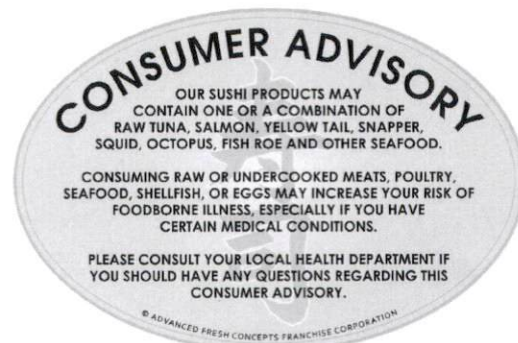 CONSUMER ADVISORY
OUR SUSHI PRODUCTS MAY
CONTAIN ONE OR A COMBINATION OF
RAW TUNA, SALMON, YELLOW TAIL, SNAPPER,
SQUID, OCTOPUS, FISH ROE AND OTHER SEAFOOD.
CONSUMING RAW OR UNDERCOOKED MEATS, POULTRY,
SEAFOOD, SHELLFISH, OR EGGS MAY INCREASE YOUR RISK OF
FOODBORNE ILLNESS, ESPECIALLY IF YOU HAVE
CERTAIN MEDICAL CONDITIONS.
PLEASE CONSULT YOUR LOCAL HEALTH DEPARTMENT IF
YOU SHOULD HAVE ANY QUESTIONS REGARDING THIS
CONSUMER ADVISORY.
© ADVANCED FRESH CONCEPTS FRANCHISE CORPORATION